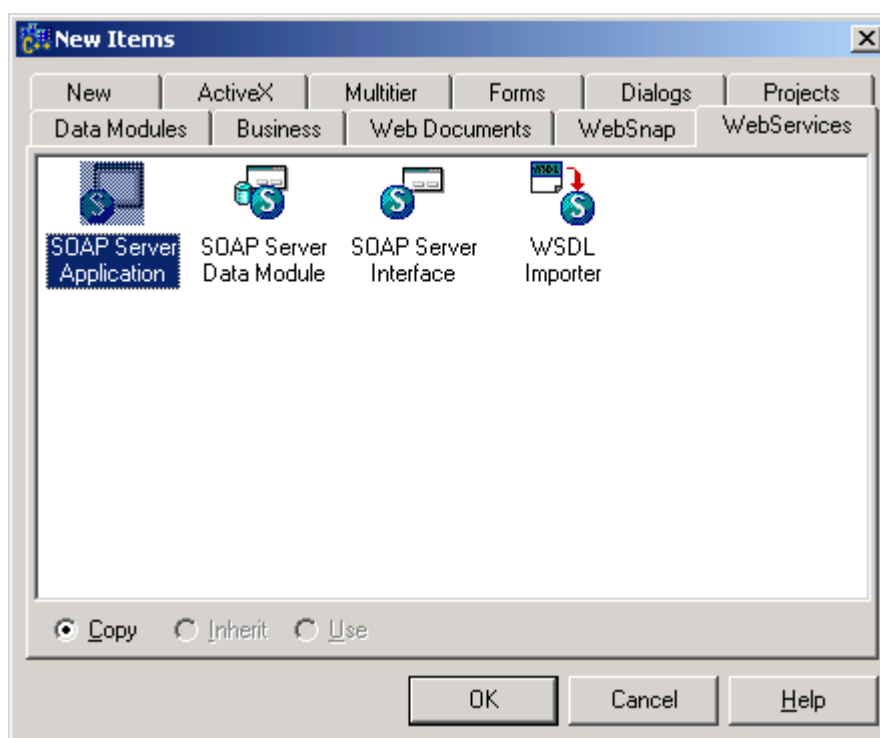 New Items
New ActiveX Multitier Forms Dialogs Projects
Data Modules Business Web Documents WebSnap WebServices
SOAP Server Application
SOAP Server Data Module
SOAP Server Interface
WSDL Importer
Copy Inherit Use
OK Cancel Help